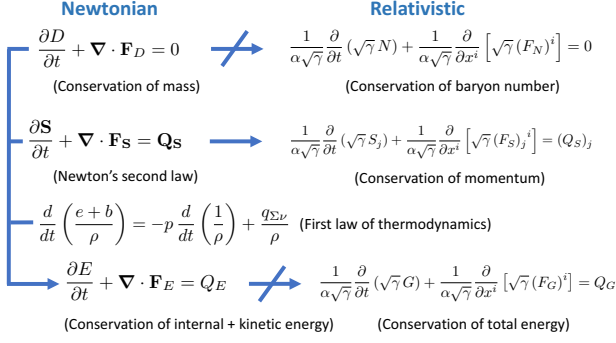 Newtonian Relativistic
∂D/∂t + ∇ · F_D = 0    1/(α√γ) ∂/∂t (√γ N) + 1/(α√γ) ∂/∂x^i [√γ (F_N)^i] = 0
(Conservation of mass) (Conservation of baryon number)
∂S/∂t + ∇ · F_S = Q_S    1/(α√γ) ∂/∂t (√γ S_j) + 1/(α√γ) ∂/∂x^i [√γ (F_S)_j^i] = (Q_S)_j
(Newton's second law) (Conservation of momentum)
d/dt ((e + b)/ρ) = −p d/dt (1/ρ) + q_Σν/ρ (First law of thermodynamics)
∂E/∂t + ∇ · F_E = Q_E    1/(α√γ) ∂/∂t (√γ G) + 1/(α√γ) ∂/∂x^i [√γ (F_G)^i] = Q_G
(Conservation of internal + kinetic energy) (Conservation of total energy)